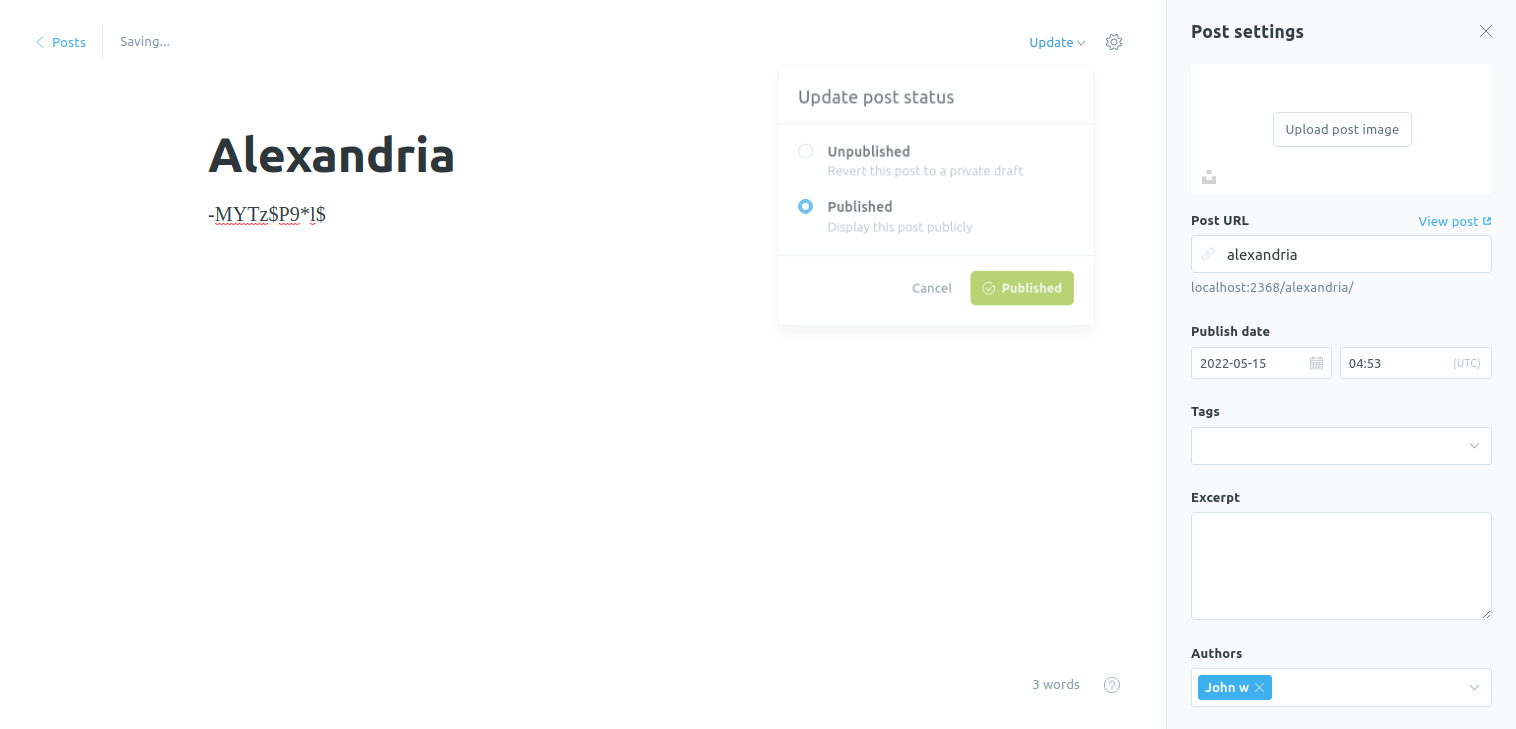 Posts
Saving...
Update
Alexandria
-MYTz$P9*l$
Update post status
Unpublished
Revert this post to a private draft
Published
Display this post publicly
Cancel
Published
3 words
Post settings
Upload post image
Post URL
View post
alexandria
localhost:2368/alexandria/
Publish date
2022-05-15
04:53
(UTC)
Tags
Excerpt
Authors
John w